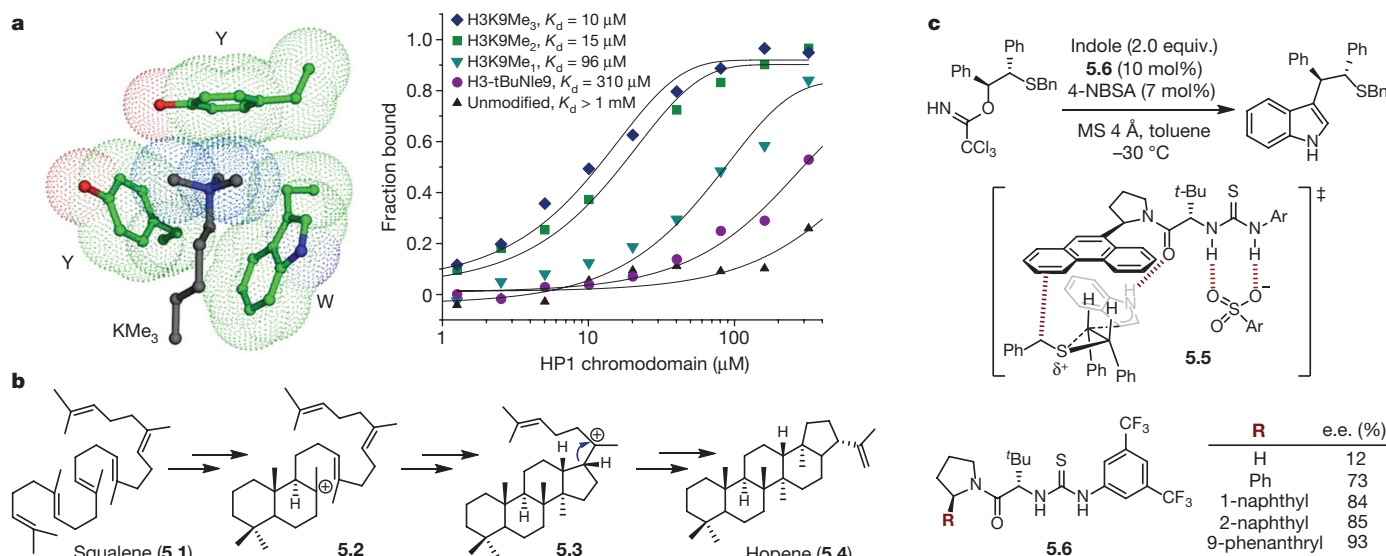 a
Y
Y
W
KMe3
H3K9Me3, Kd = 10 μM
H3K9Me2, Kd = 15 μM
H3K9Me1, Kd = 96 μM
H3-tBuNle9, Kd = 310 μM
Unmodified, Kd > 1 mM
Fraction bound
1.0
0.8
0.6
0.4
0.2
0
1
10
100
HP1 chromodomain (μM)
b
Squalene (5.1)
5.2
H
5.3
H
H
H
Hopene (5.4)
H
H
H
c
Ph
Ph
SBn
O
HN
CCl3
Indole (2.0 equiv.)
5.6 (10 mol%)
4-NBSA (7 mol%)
MS 4 Å, toluene
–30 °C
Ph
Ph
SBn
N
H
‡
t-Bu
S
N
O
N
H
N
H
Ar
H
N
H
H
O
O–
S
O
Ar
Ph
S
δ+
Ph
Ph
5.5
N
R
O
tBu
N
H
S
N
H
CF3
CF3
5.6
R e.e. (%)
H 12
Ph 73
1-naphthyl 84
2-naphthyl 85
9-phenanthryl 93